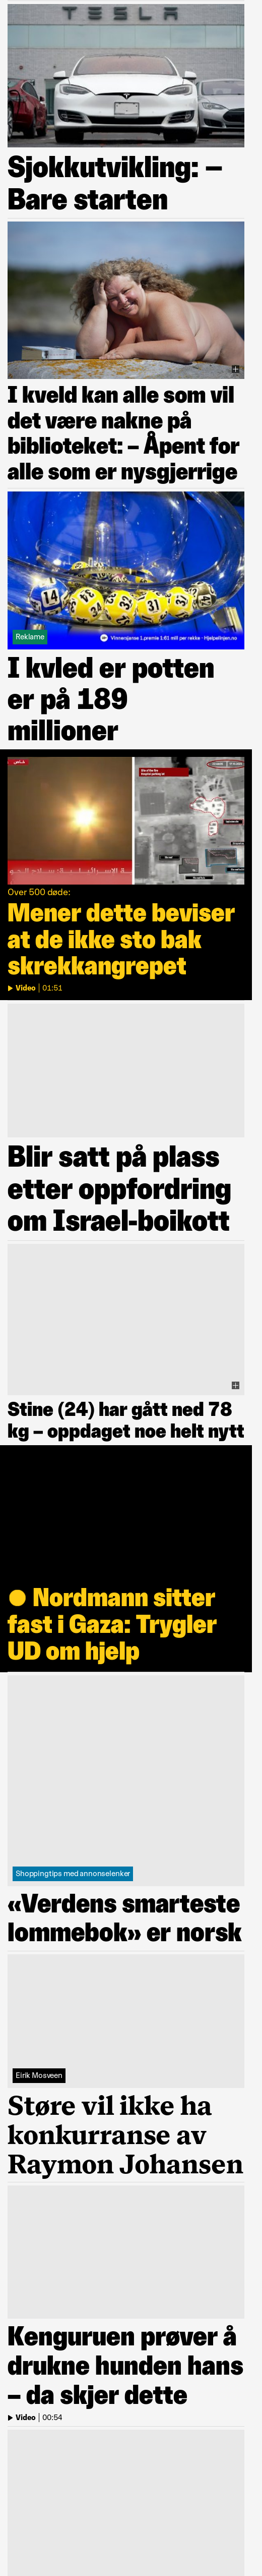 TESLA
Sjokkutvikling: –
Bare starten
I kveld kan alle som vil
det være nakne på
biblioteket: – Åpent for
alle som er nysgjerrige
14
31
37
Reklame
Vinnersjanse 1.premie 1:61 mill per rekke - Hjelpelinjen.no
I kvled er potten
er på 189
millioner
Over 500 døde:
Mener dette beviser
at de ikke sto bak
skrekkangrepet
Video | 01:51
Blir satt på plass
etter oppfordring
om Israel-boikott
Stine (24) har gått ned 78
kg – oppdaget noe helt nytt
● Nordmann sitter
fast i Gaza: Trygler
UD om hjelp
Shoppingtips med annonselenker
«Verdens smarteste
lommebok» er norsk
Eirik Mosveen
Støre vil ikke ha
konkurranse av
Raymon Johansen
Kenguruen prøver å
drukne hunden hans
– da skjer dette
Video | 00:54